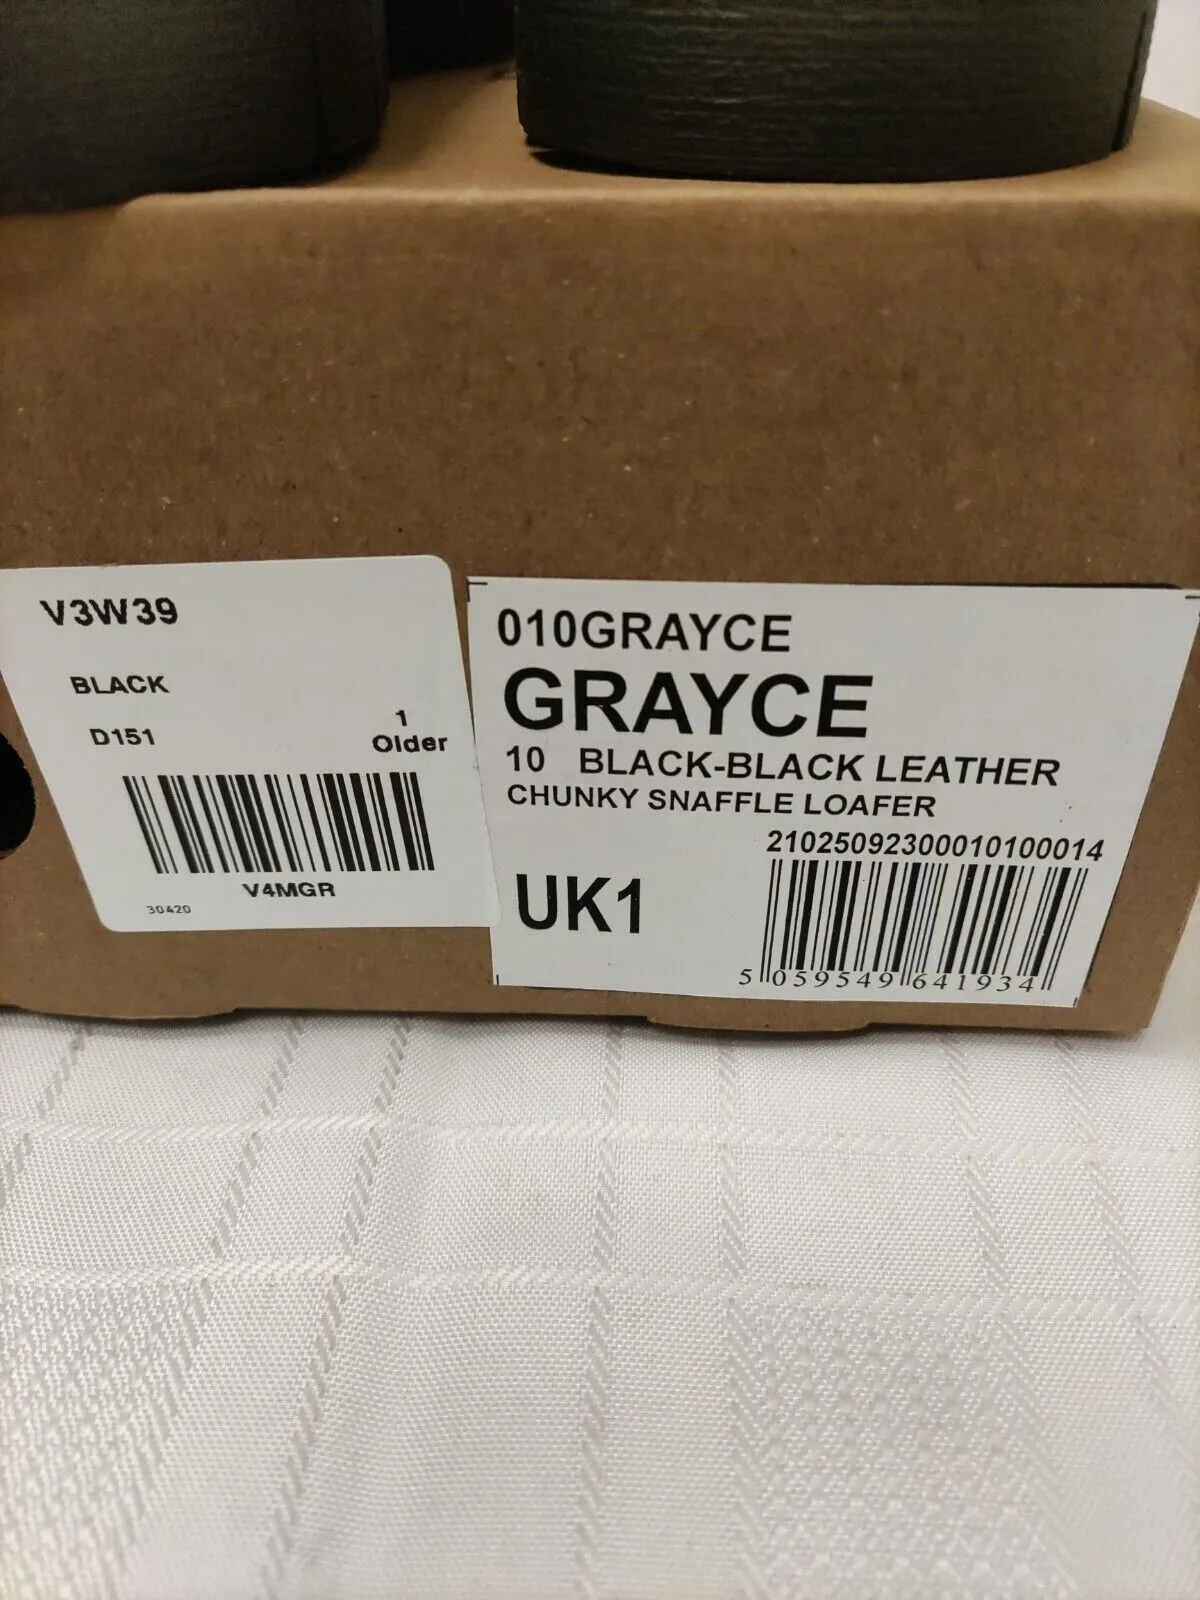 V3W39
BLACK
D151
1
Older
V4MGR
30420
010GRAYCE
GRAYCE
10 BLACK-BLACK LEATHER
CHUNKY SNAFFLE LOAFER
21025092300010100014
UK1
5 059549 641934